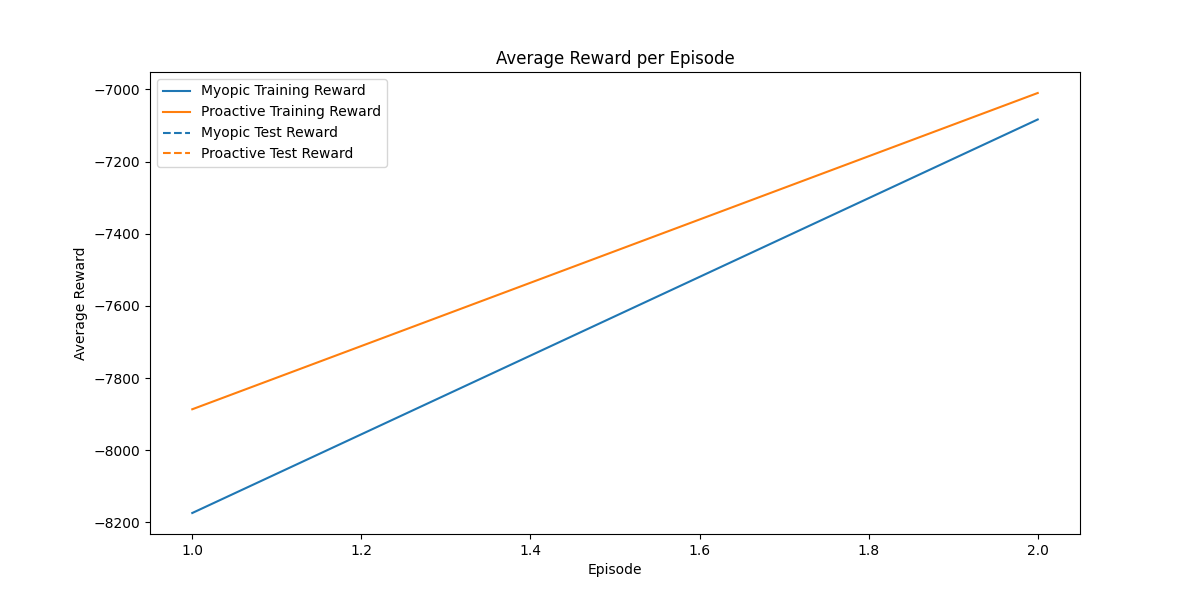 Average Reward per Episode
Myopic Training Reward
Proactive Training Reward
Myopic Test Reward
Proactive Test Reward
Average Reward
−7000
−7200
−7400
−7600
−7800
−8000
−8200
1.0 1.2 1.4 1.6 1.8 2.0
Episode